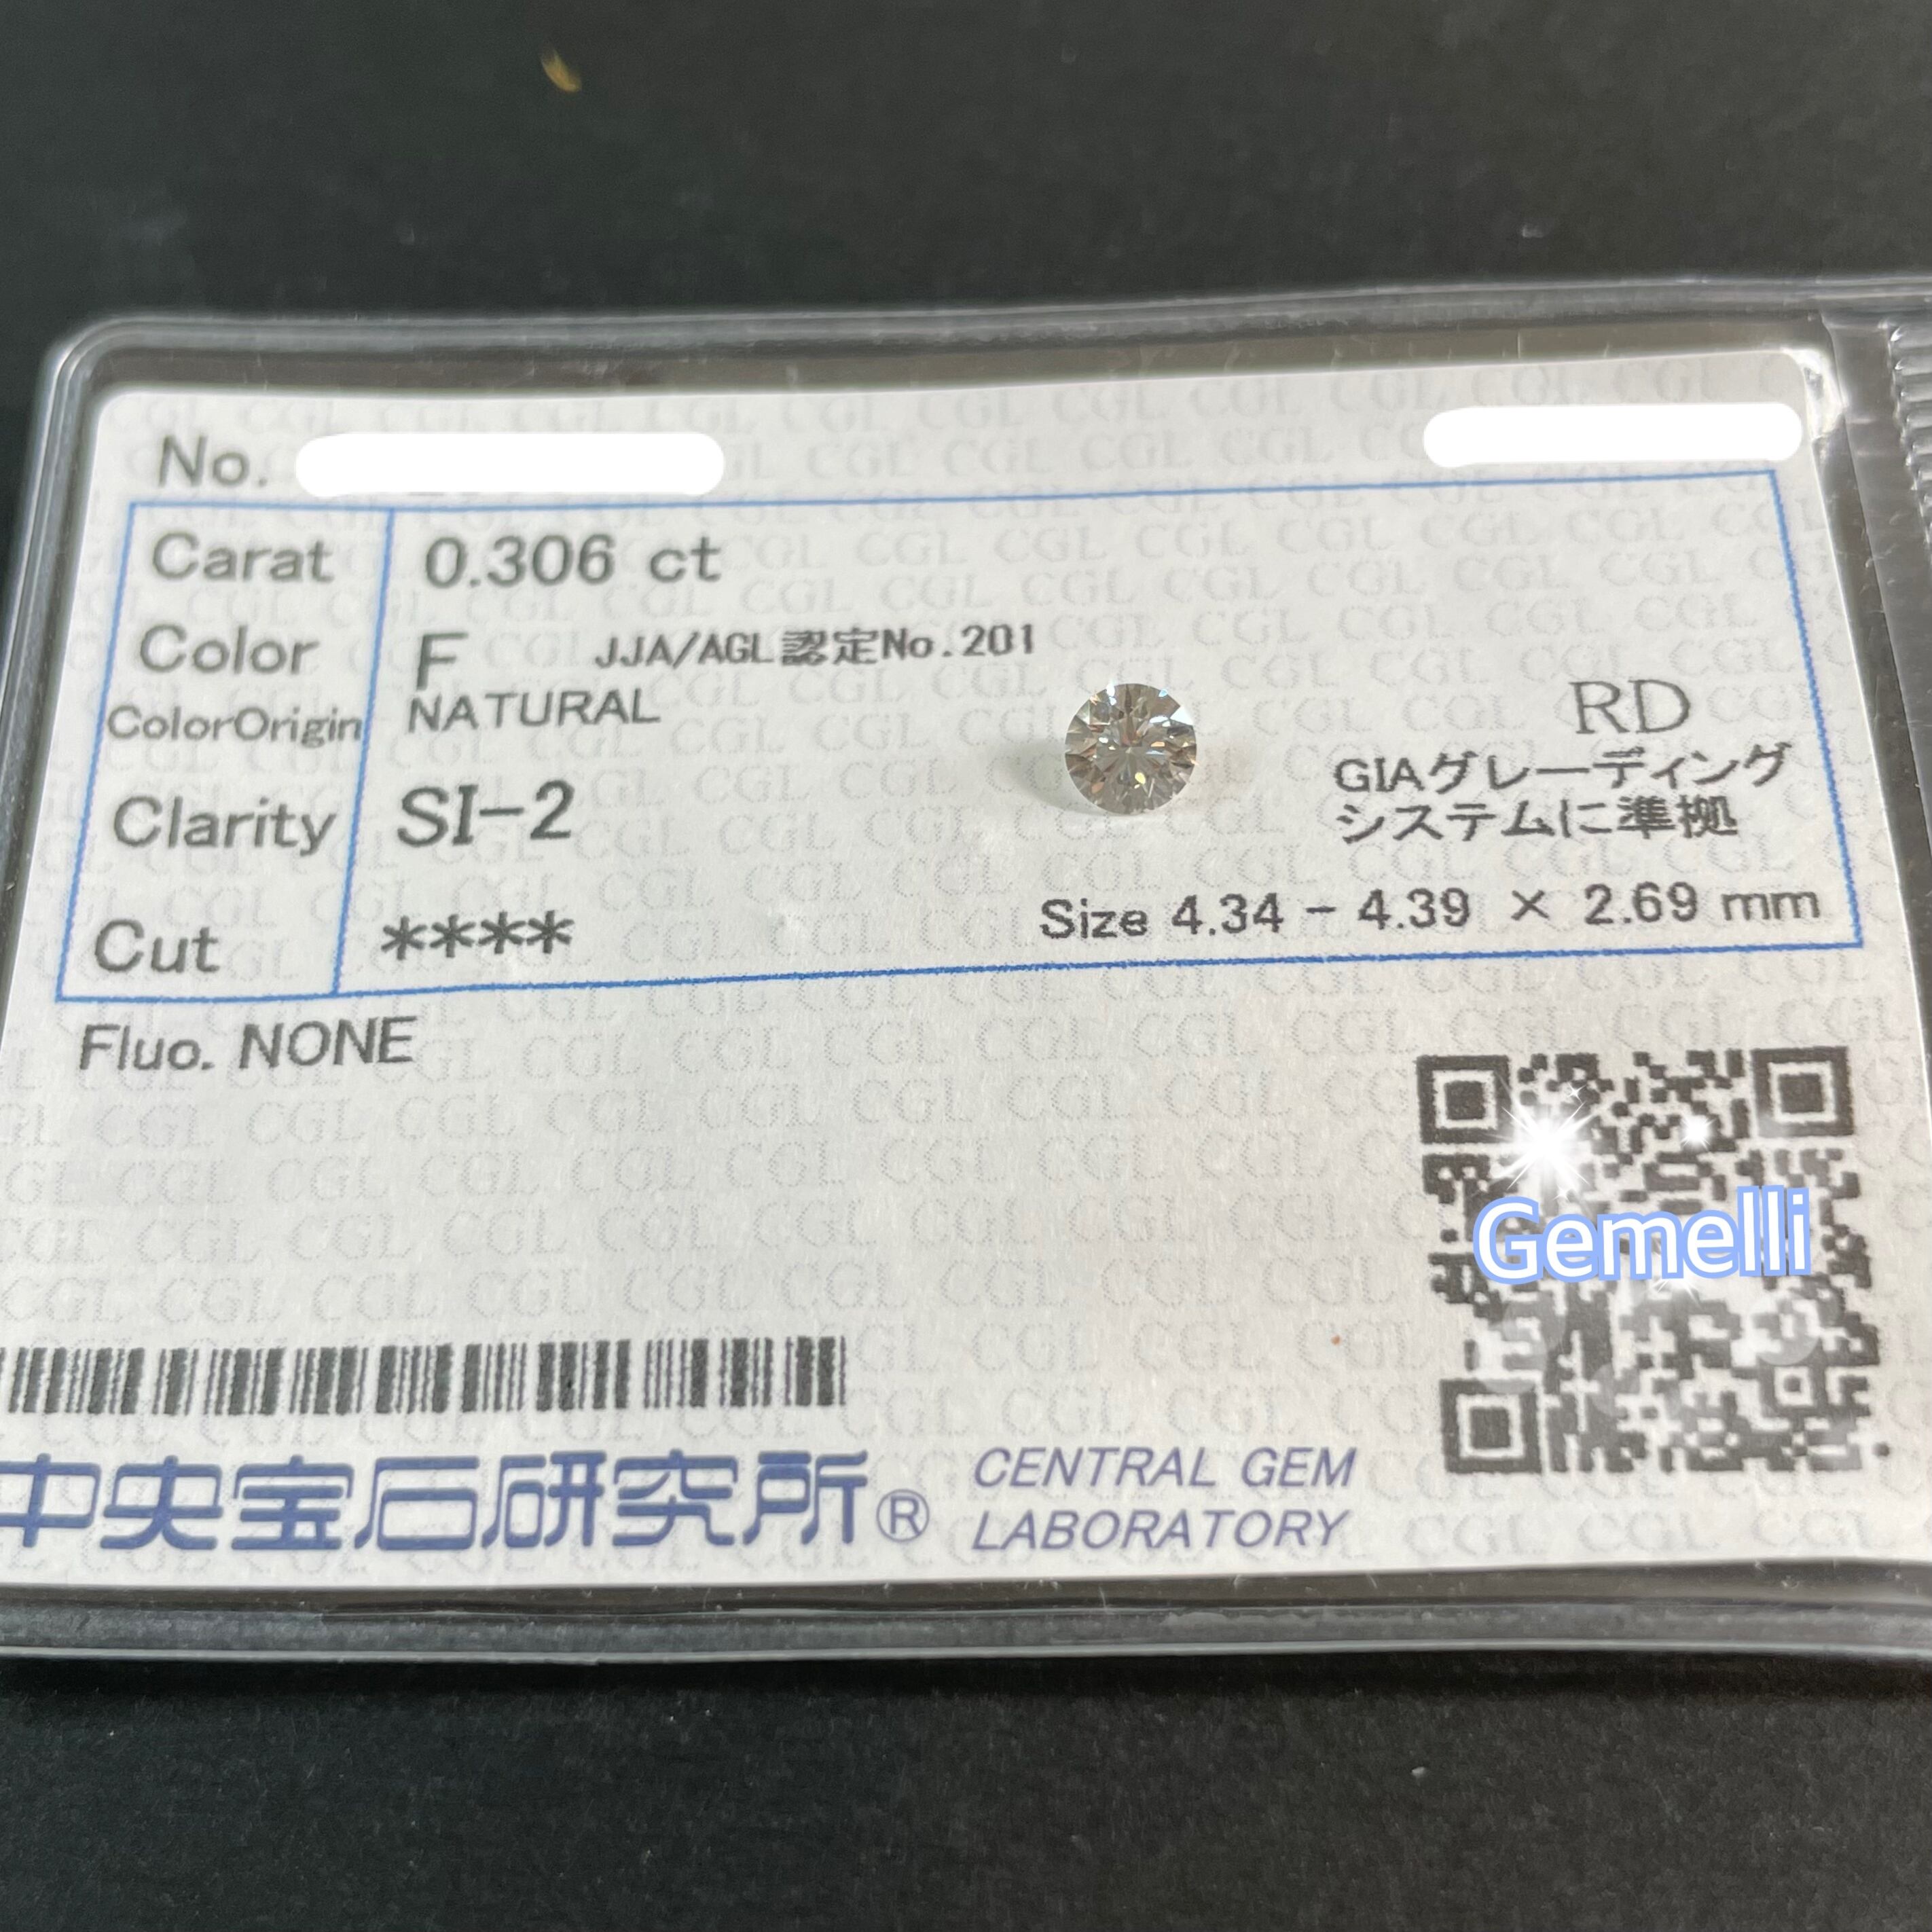 No.
Carat 0.306 ct
Color F JJA/AGL認定No.201
ColorOrigin NATURAL
RD
GIAグレーディング
システムに準拠
Clarity SI-2
Cut ****
Size 4.34 - 4.39 × 2.69 mm
Fluo. NONE
Gemelli
中央宝石研究所® CENTRAL GEM
LABORATORY